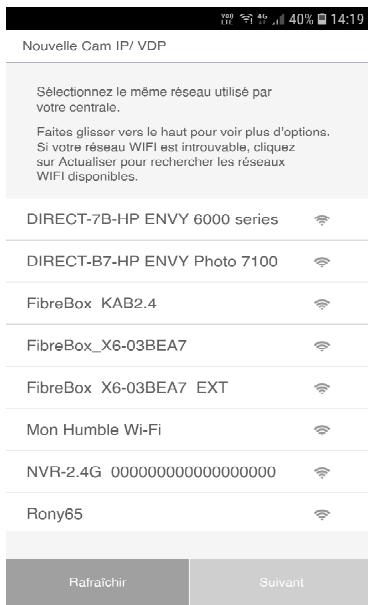 VoD LTE 4G 40% 14:19
Nouvelle Cam IP/ VDP
Sélectionnez le même réseau utilisé par
votre centrale.
Faites glisser vers le haut pour voir plus d'options.
Si votre réseau WIFI est introuvable, cliquez
sur Actualiser pour rechercher les réseaux
WIFI disponibles.
DIRECT-7B-HP ENVY 6000 series
DIRECT-B7-HP ENVY Photo 7100
FibreBox KAB2.4
FibreBox_X6-03BEA7
FibreBox X6-03BEA7 EXT
Mon Humble Wi-Fi
NVR-2.4G 000000000000000000
Rony65
Rafraîchir Suivant